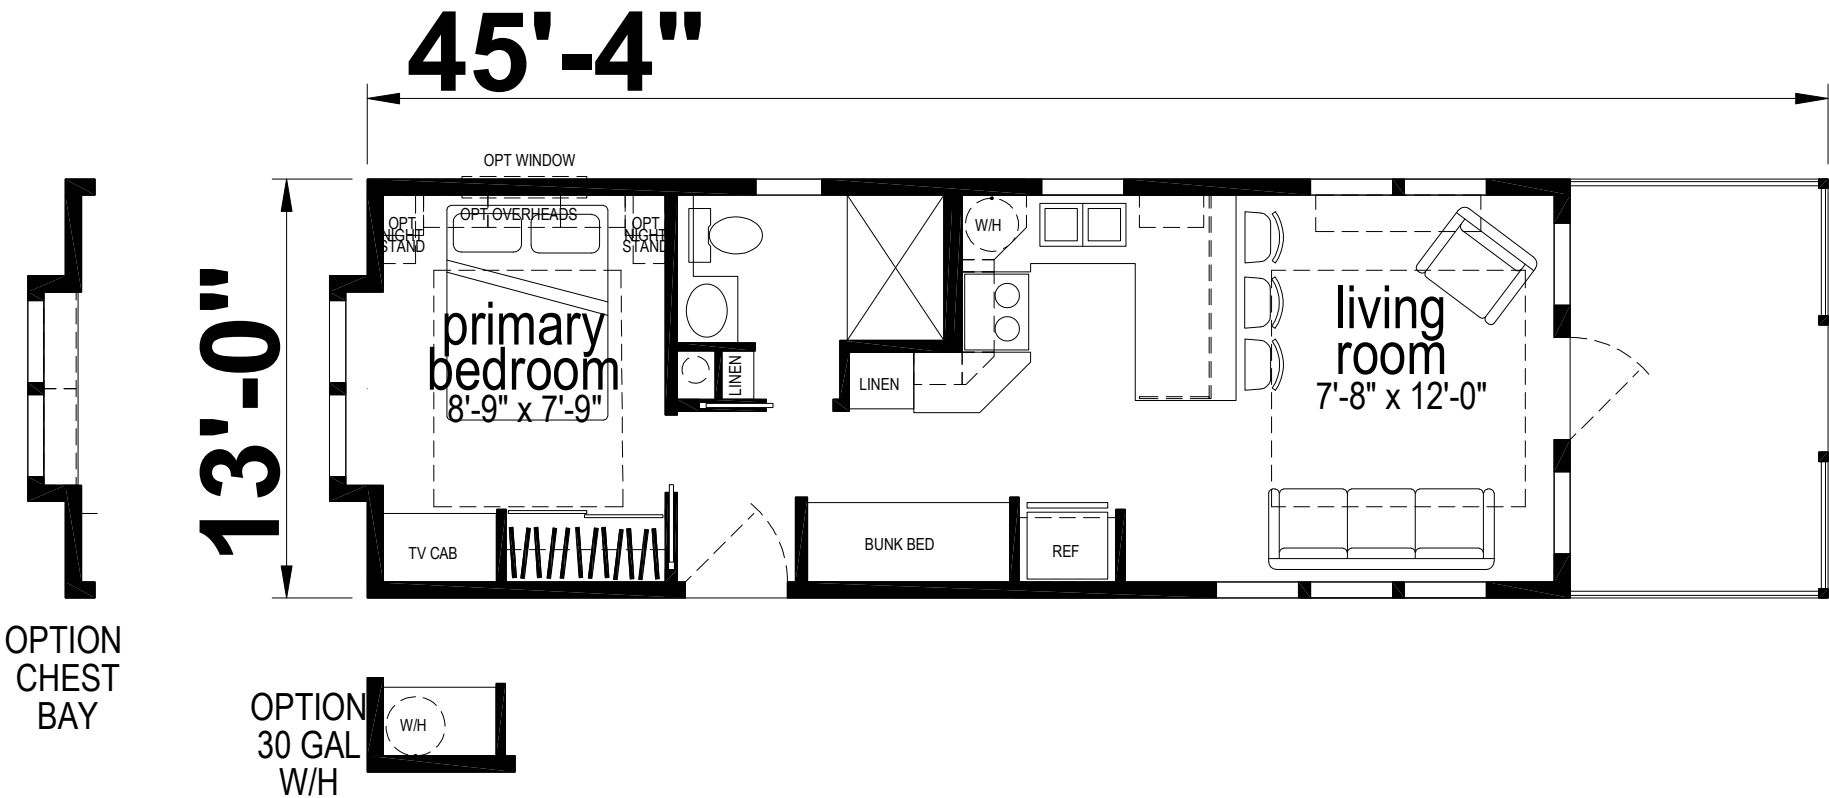 45'-4"
OPT WINDOW
OPT OVERHEADS
OPT
NIGHT
STAND
OPT
NIGHT
STAND
W/H
13'-0"
primary
bedroom
8'-9" x 7'-9"
LINEN
LINEN
living
room
7'-8" x 12'-0"
TV CAB
BUNK BED
REF
OPTION
CHEST
BAY
OPTION
30 GAL
W/H
W/H